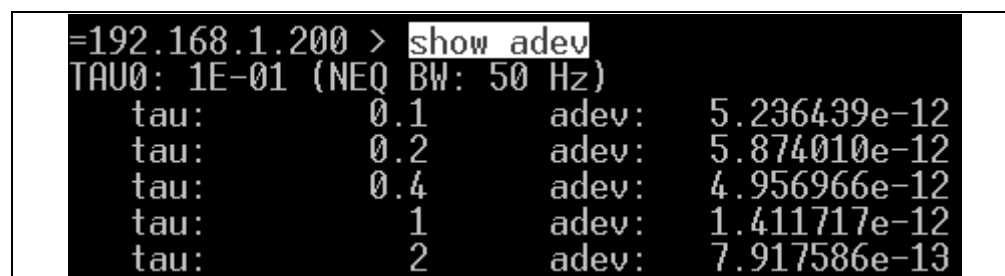 =192.168.1.200 > show adev
TAU0: 1E-01 (NEQ BW: 50 Hz)
tau: 0.1 adev: 5.236439e-12
tau: 0.2 adev: 5.874010e-12
tau: 0.4 adev: 4.956966e-12
tau: 1 adev: 1.411717e-12
tau: 2 adev: 7.917586e-13